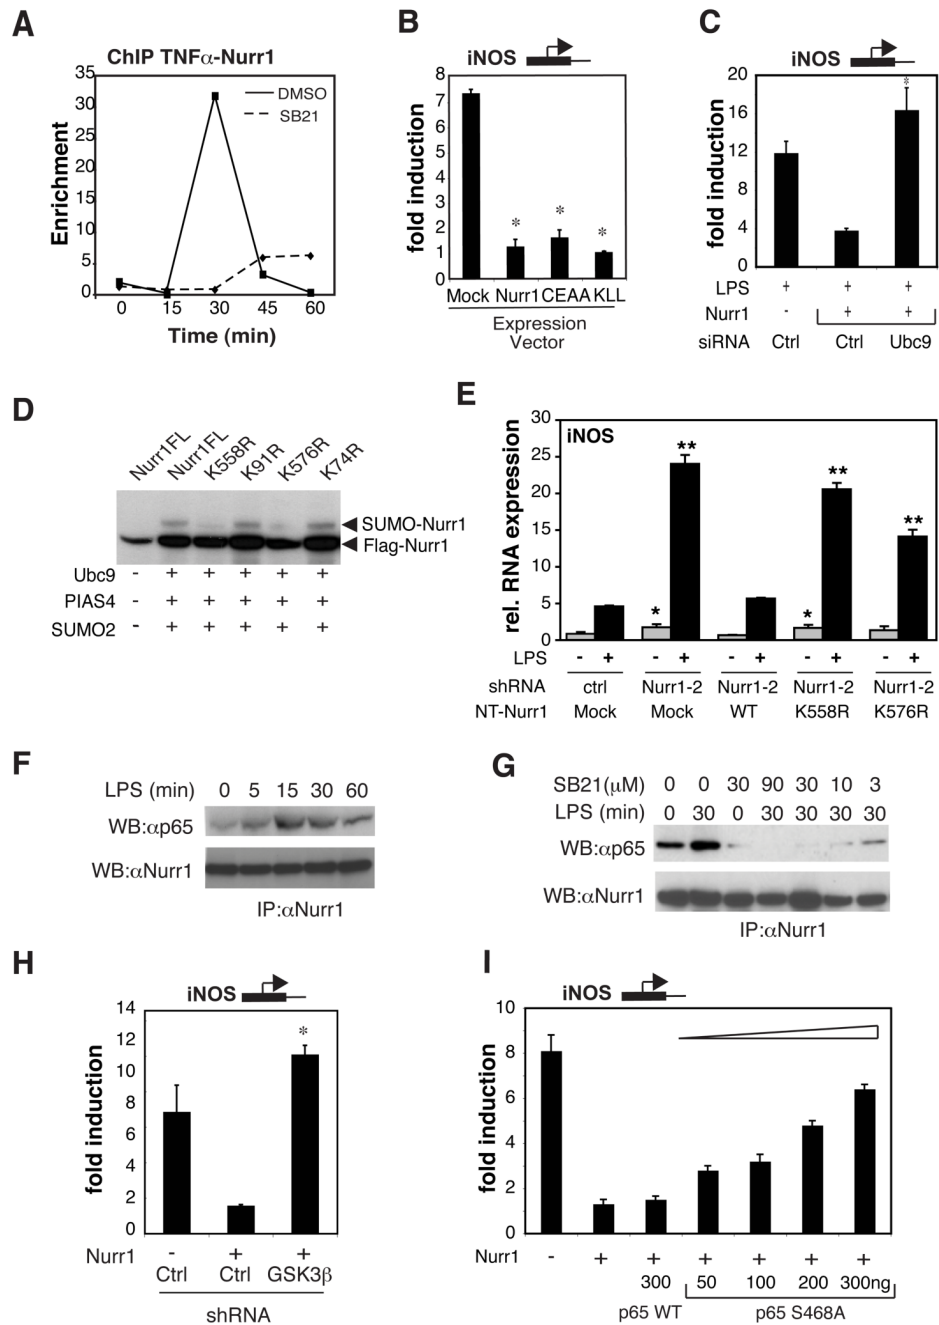 A
ChIP TNFα-Nurr1
35
30
25
20
15
10
5
0
Enrichment
DMSO
SB21
0 15 30 45 60
Time (min)
B
iNOS
8
7
6
5
4
3
2
1
0
fold induction
* * *
Mock Nurr1 CEAA KLL
Expression
Vector
C
iNOS
20
16
12
8
4
0
fold induction
*
LPS + + +
Nurr1 - + +
siRNA Ctrl Ctrl Ubc9
D
Nurr1FL Nurr1FL K558R K91R K576R K74R
SUMO-Nurr1
Flag-Nurr1
Ubc9 - + + + + +
PIAS4 - + + + + +
SUMO2 - + + + + +
E
iNOS
30
25
20
15
10
5
0
rel. RNA expression
* ** * ** **
LPS - + - + - + - + - +
shRNA ctrl Nurr1-2 Nurr1-2 Nurr1-2 Nurr1-2
NT-Nurr1 Mock Mock WT K558R K576R
F
LPS (min) 0 5 15 30 60
WB:αp65
WB:αNurr1
IP:αNurr1
G
SB21(μM) 0 0 30 90 30 10 3
LPS (min) 0 30 0 30 30 30 30
WB:αp65
WB:αNurr1
IP:αNurr1
H
iNOS
14
12
10
8
6
4
2
0
fold induction
*
Nurr1 - + +
Ctrl Ctrl GSK3β
shRNA
I
iNOS
10
8
6
4
2
0
fold induction
Nurr1 - + + + + + +
300 50 100 200 300ng
p65 WT p65 S468A